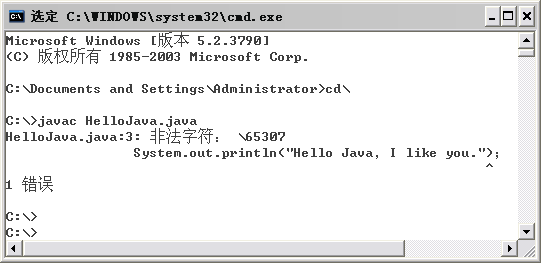 选定 C:\WINDOWS\system32\cmd.exe
Microsoft Windows [版本 5.2.3790]
(C) 版权所有 1985-2003 Microsoft Corp.
C:\Documents and Settings\Administrator>cd\
C:\>javac HelloJava.java
HelloJava.java:3: 非法字符: \65307
System.out.println("Hello Java, I like you.");
^
1 错误
C:\>
C:\>